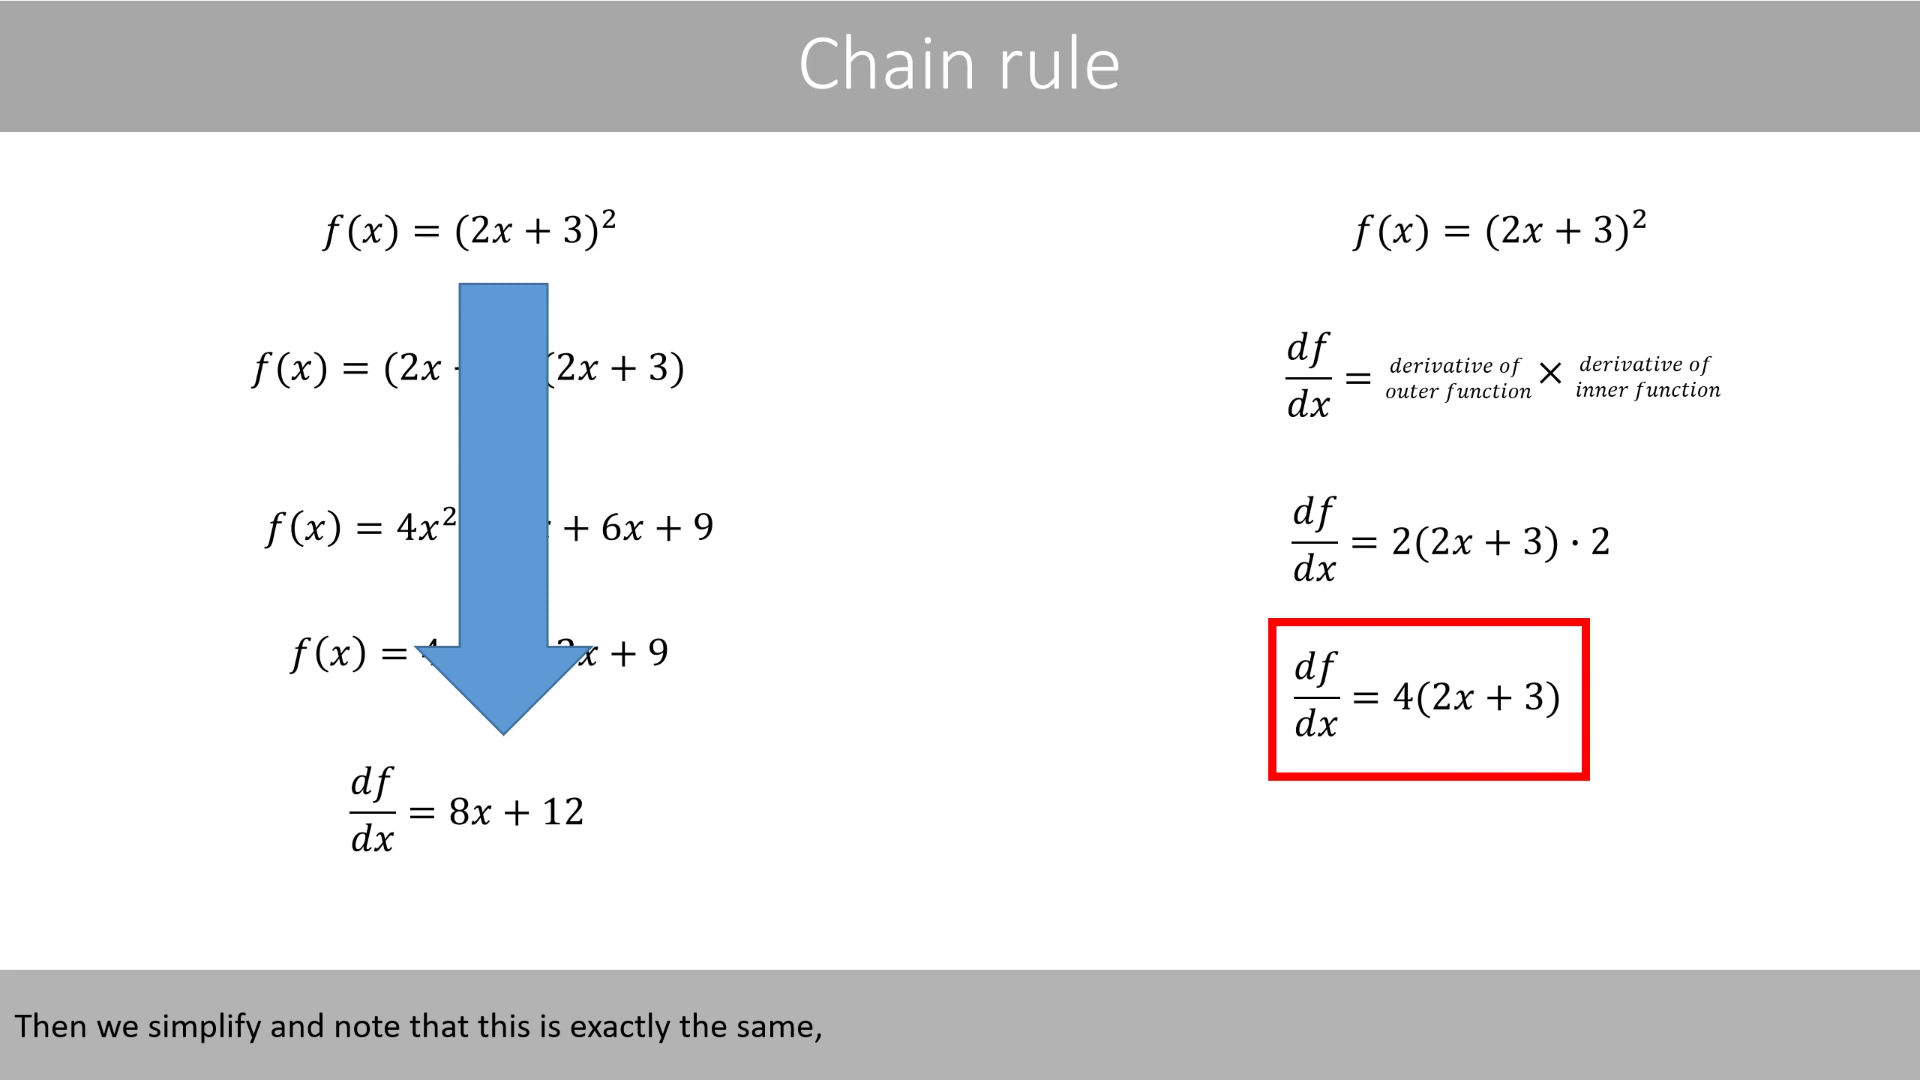 Chain rule
f(x) = (2x + 3)²
f(x) = (2x (2x + 3)
f(x) = 4x² + 6x + 9
f(x) = x + 9
df/dx = 8x + 12
f(x) = (2x + 3)²
df/dx = derivative of outer function × derivative of inner function
df/dx = 2(2x + 3) · 2
df/dx = 4(2x + 3)
Then we simplify and note that this is exactly the same,